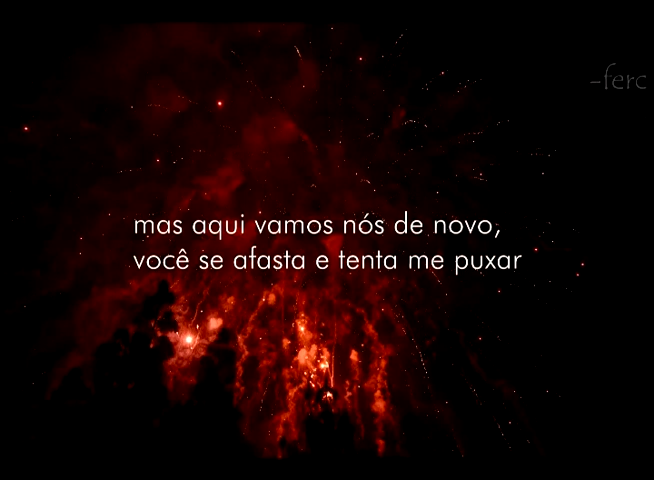 -ferc
mas aqui vamos nós de novo,
você se afasta e tenta me puxar